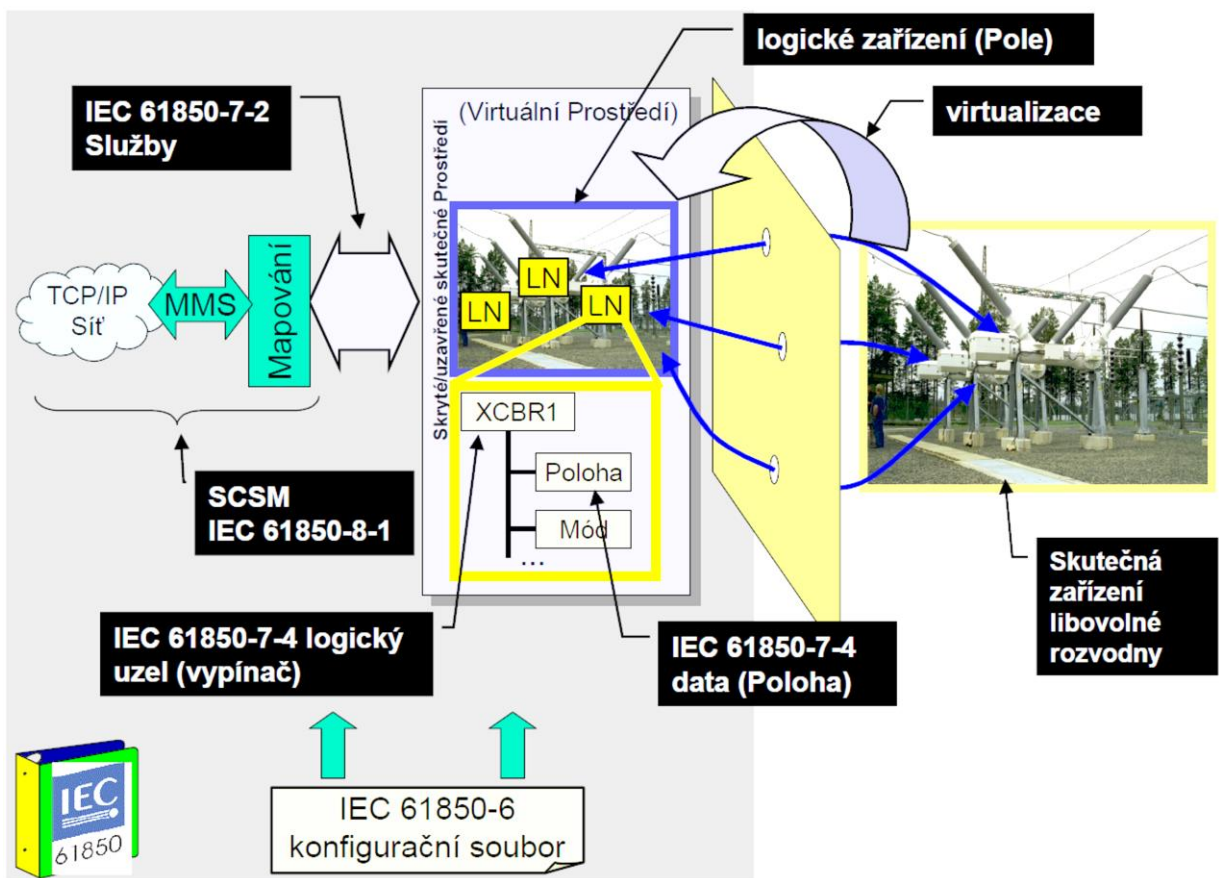 logické zařízení (Pole)
IEC 61850-7-2
Služby
(Virtuální Prostředí)
virtualizace
Skryté/uzavřené skutečné Prostředí
TCP/IP
Síť
MMS
Mapování
LN
LN
LN
XCBR1
Poloha
Mód
...
SCSM
IEC 61850-8-1
IEC 61850-7-4 logický
uzel (vypínač)
IEC 61850-7-4
data (Poloha)
Skutečná
zařízení
libovolné
rozvodny
IEC 61850-6
konfigurační soubor
IEC
61850